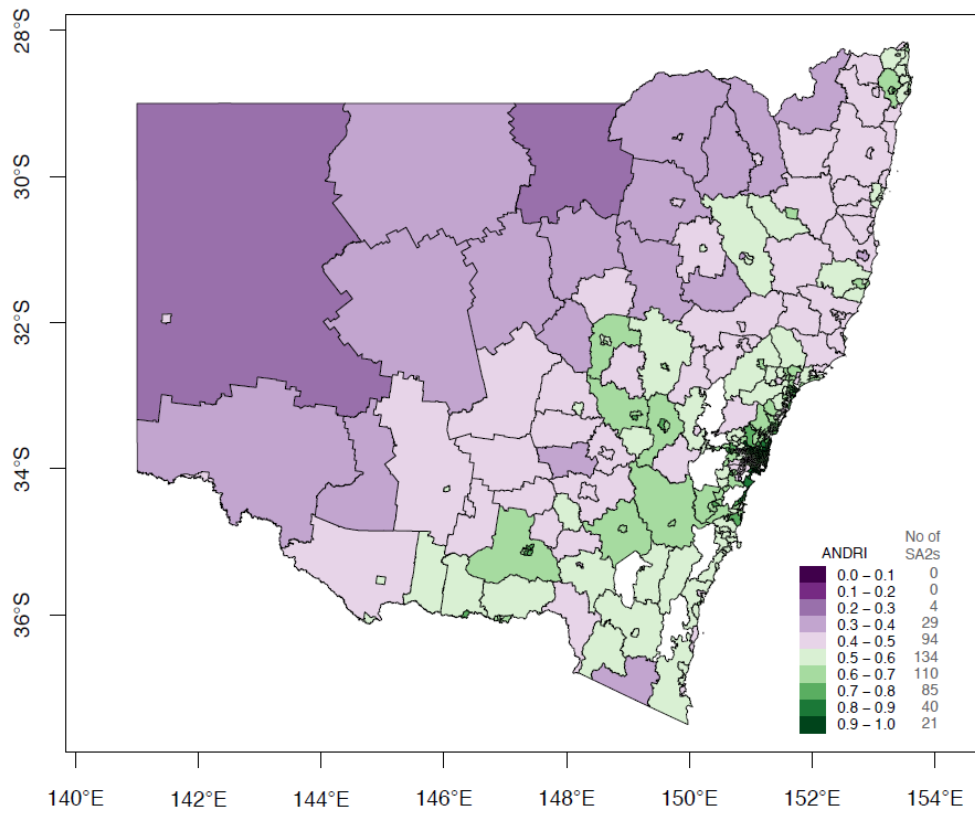 28°S
30°S
32°S
34°S
36°S
No of
ANDRI SA2s
0.0 – 0.1 0
0.1 – 0.2 0
0.2 – 0.3 4
0.3 – 0.4 29
0.4 – 0.5 94
0.5 – 0.6 134
0.6 – 0.7 110
0.7 – 0.8 85
0.8 – 0.9 40
0.9 – 1.0 21
140°E 142°E 144°E 146°E 148°E 150°E 152°E 154°E